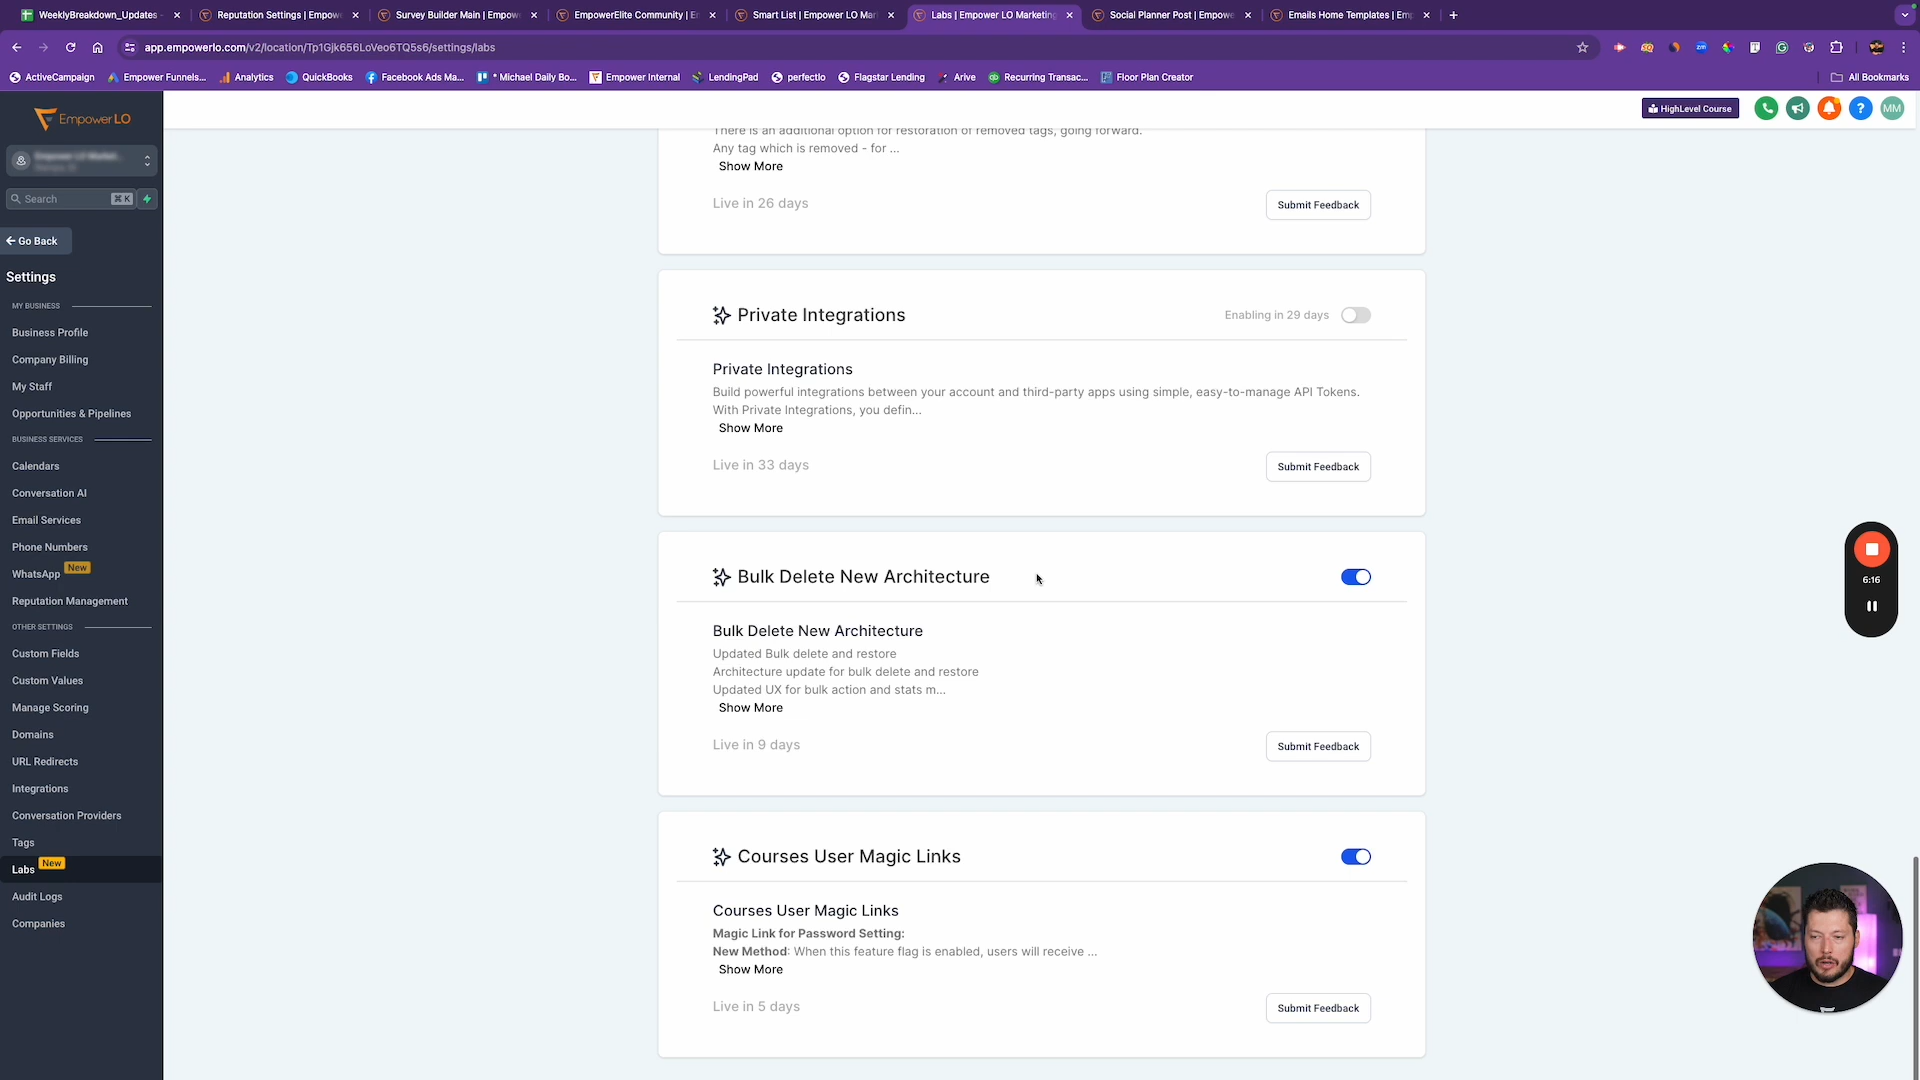 WeeklyBreakdown_Updates
Reputation Settings | Empow
Survey Builder Main | Empow
EmpowerElite Community | E
Smart List | Empower LO Mar
Labs | Empower LO Marketing
Social Planner Post | Empowe
Emails Home Templates | Em
app.empowerlo.com/v2/location/Tp1Gjk656LoVeo6TQ5s6/settings/labs
ActiveCampaign
Empower Funnels...
Analytics
QuickBooks
Facebook Ads Ma...
* Michael Daily Bo...
Empower Internal
LendingPad
perfectlo
Flagstar Lending
Arive
Recurring Transac...
Floor Plan Creator
All Bookmarks
Empower LO
HighLevel Course
MM
Search
⌘ K
Go Back
Settings
MY BUSINESS
Business Profile
Company Billing
My Staff
Opportunities & Pipelines
BUSINESS SERVICES
Calendars
Conversation AI
Email Services
Phone Numbers
WhatsApp New
Reputation Management
OTHER SETTINGS
Custom Fields
Custom Values
Manage Scoring
Domains
URL Redirects
Integrations
Conversation Providers
Tags
Labs New
Audit Logs
Companies
There is an additional option for restoration of removed tags, going forward.
Any tag which is removed - for ...
Show More
Live in 26 days
Submit Feedback
Private Integrations
Enabling in 29 days
Private Integrations
Build powerful integrations between your account and third-party apps using simple, easy-to-manage API Tokens.
With Private Integrations, you defin...
Show More
Live in 33 days
Submit Feedback
Bulk Delete New Architecture
Bulk Delete New Architecture
Updated Bulk delete and restore
Architecture update for bulk delete and restore
Updated UX for bulk action and stats m...
Show More
Live in 9 days
Submit Feedback
Courses User Magic Links
Courses User Magic Links
Magic Link for Password Setting:
New Method: When this feature flag is enabled, users will receive ...
Show More
Live in 5 days
Submit Feedback
6:16